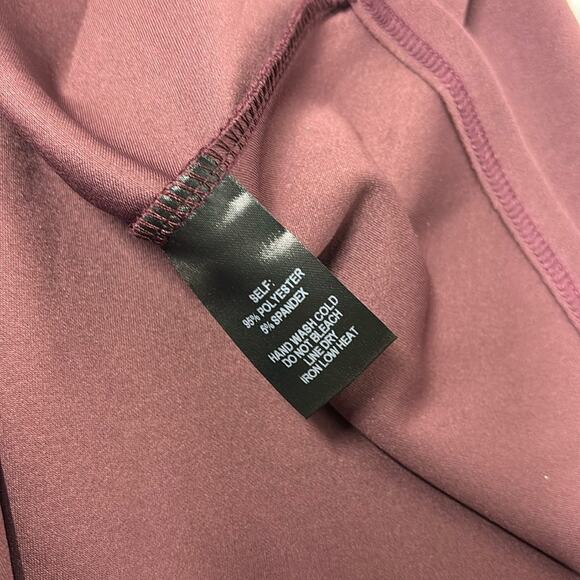 SELF:
95% POLYESTER
5% SPANDEX
HAND WASH COLD
DO NOT BLEACH
LINE DRY
IRON LOW HEAT